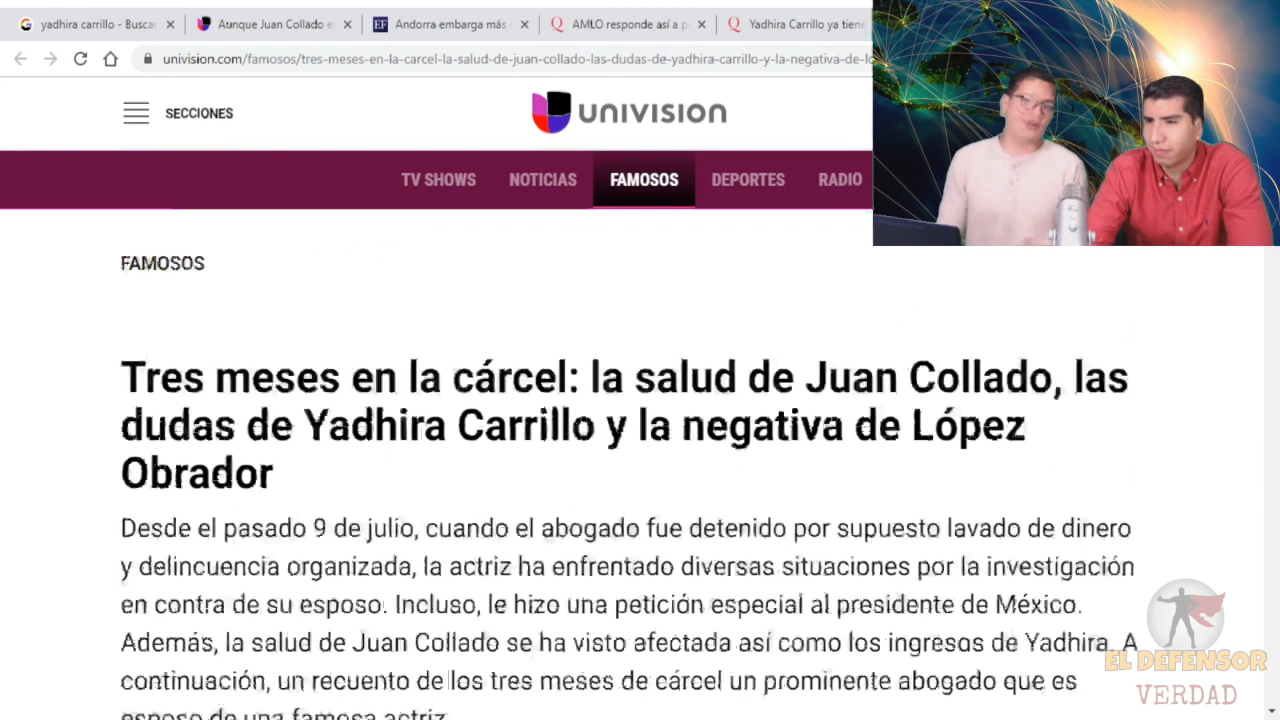 yadhira carrillo - Buscar
Aunque Juan Collado e
Andorra embarga más
AMLO responde así a p
Yadhira Carrillo ya tiene
univision.com/famosos/tres-meses-en-la-carcel-la-salud-de-juan-collado-las-dudas-de-yadhira-carrillo-y-la-negativa-de-lo
SECCIONES
univision
TV SHOWS NOTICIAS FAMOSOS DEPORTES RADIO
FAMOSOS
Tres meses en la cárcel: la salud de Juan Collado, las
dudas de Yadhira Carrillo y la negativa de López
Obrador
Desde el pasado 9 de julio, cuando el abogado fue detenido por supuesto lavado de dinero
y delincuencia organizada, la actriz ha enfrentado diversas situaciones por la investigación
en contra de su esposo. Incluso, le hizo una petición especial al presidente de México.
Además, la salud de Juan Collado se ha visto afectada así como los ingresos de Yadhira. A
continuación, un recuento de los tres meses de cárcel un prominente abogado que es
esposo de una famosa actriz
EL DEFENSOR
VERDAD